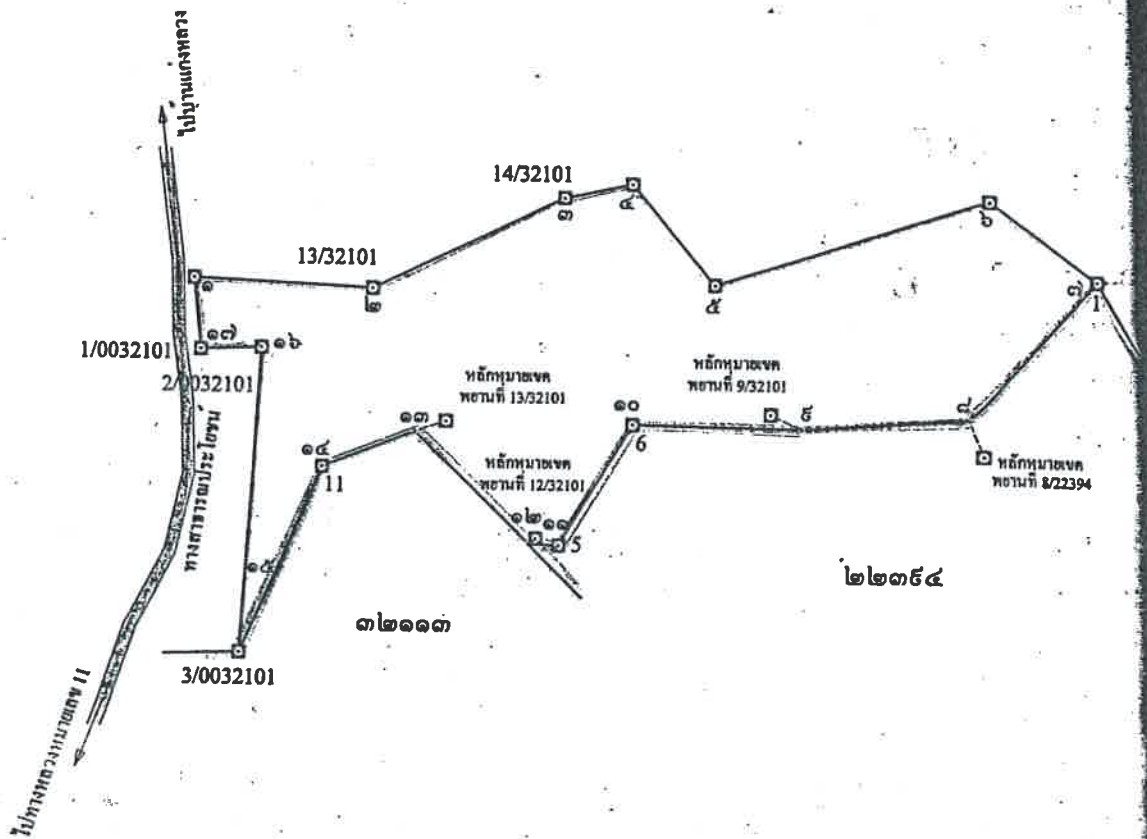 ไปบ้านแก่งหลวง
14/32101
๓
๔
๖
13/32101
๑
๒
๕
๗
1
1/0032101
๑๗
๑๖
2/0032101
ทางสาธารณประโยชน์
หลักหมายเขต
พยานที่ 13/32101
หลักหมายเขต
พยานที่ 9/32101
๑๓
๑๐
6
๙
๘
๑๔
11
หลักหมายเขต
พยานที่ 12/32101
หลักหมายเขต
พยานที่ 8/22394
๑๒
๑๑
5
๑๕
๒๒๓๙๔
๓๒๑๑๓
3/0032101
ไปทางหลวงหมายเลข 11